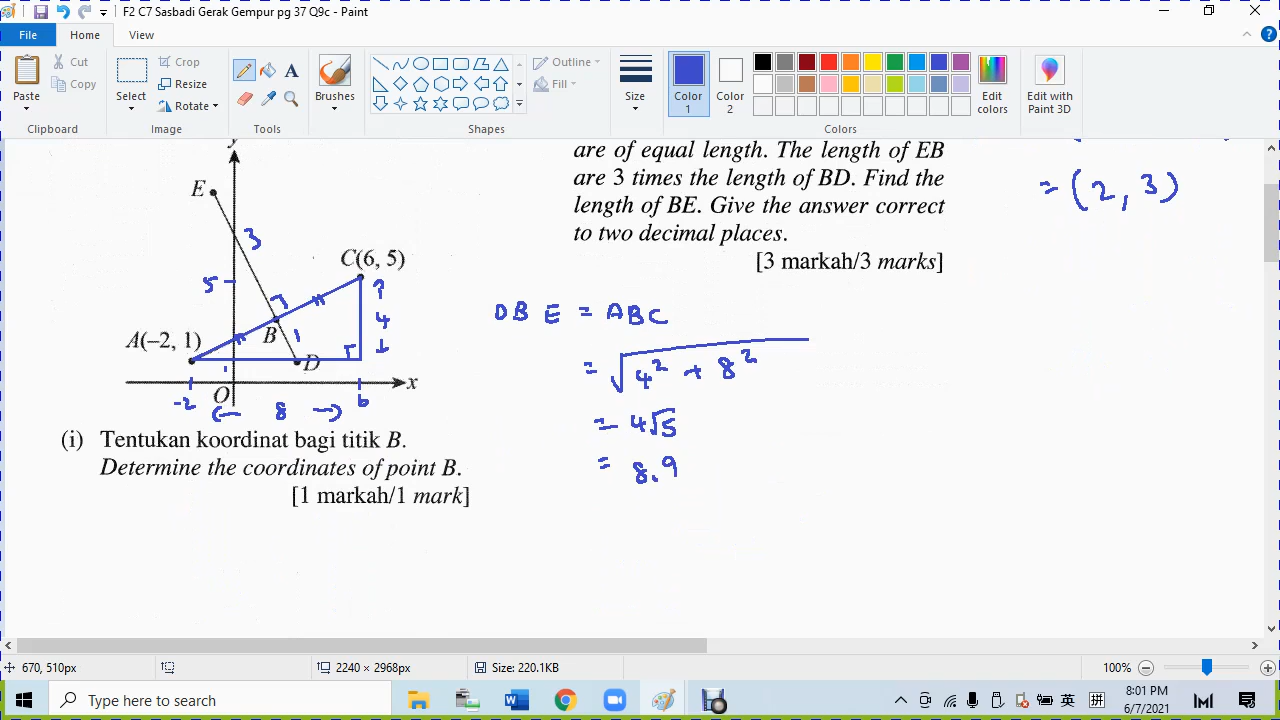 F2 C7 Sasbadi Gerak Gempur pg 37 Q9c - Paint
File
Home
View
Paste
Cut
Copy
Clipboard
Select
Crop
Resize
Rotate
Image
A
Tools
Brushes
Outline
Fill
Shapes
Size
Color 1
Color 2
Edit colors
Edit with Paint 3D
Colors
are of equal length. The length of EB
are 3 times the length of BD. Find the
length of BE. Give the answer correct
to two decimal places.
[3 markah/3 marks]
= (2, 3)
y
E
3
C(6, 5)
5
A(–2, 1)
B
1
D
4
O
x
-2
8
6
DBE = ABC
= √4² + 8²
= 4√5
= 8.9
(i) Tentukan koordinat bagi titik B.
Determine the coordinates of point B.
[1 markah/1 mark]
670, 510px
2240 × 2968px
Size: 220.1KB
100%
Type here to search
英
拼
8:01 PM
6/7/2021